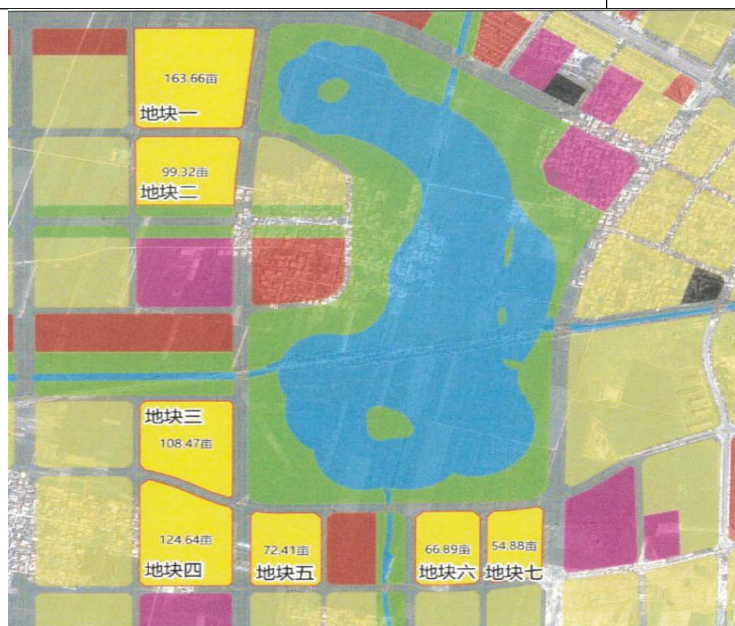 163.66亩
地块一
99.32亩
地块二
地块三
108.47亩
124.64亩
地块四
72.41亩
地块五
66.89亩
地块六
54.88亩
地块七